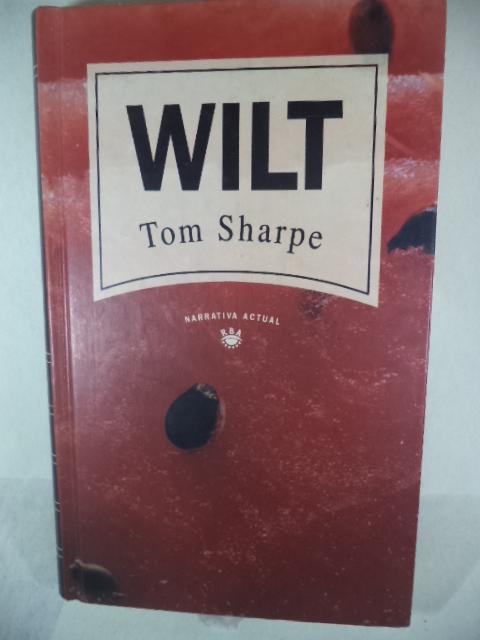 WILT
Tom Sharpe
NARRATIVA ACTUAL
RBA